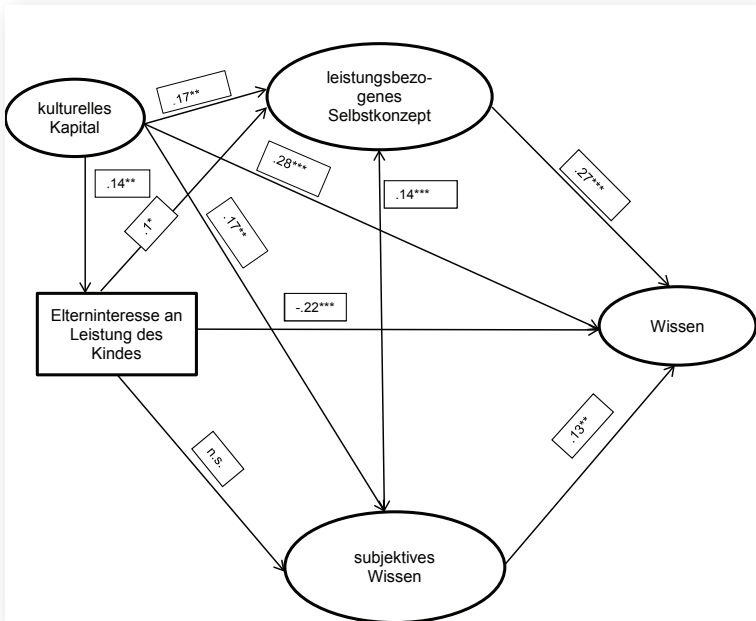 leistungsbezo-
genes
Selbstkonzept
kulturelles
Kapital
.17**
.14**
.1*
.17**
.28***
.14***
.27***
Elterninteresse an
Leistung des
Kindes
-.22***
Wissen
n.s.
.13**
subjektives
Wissen